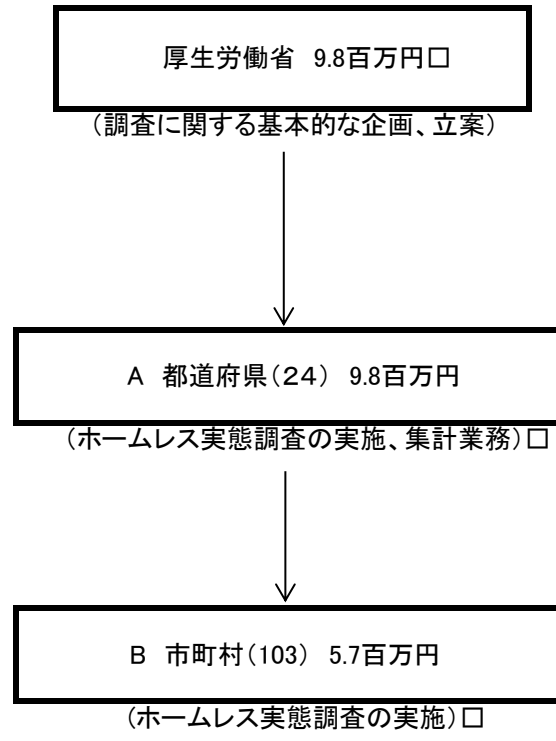 厚生労働省 9.8百万円□
（調査に関する基本的な企画、立案）
A 都道府県（２４） 9.8百万円
（ホームレス実態調査の実施、集計業務）□
B 市町村（103） 5.7百万円
（ホームレス実態調査の実施）□